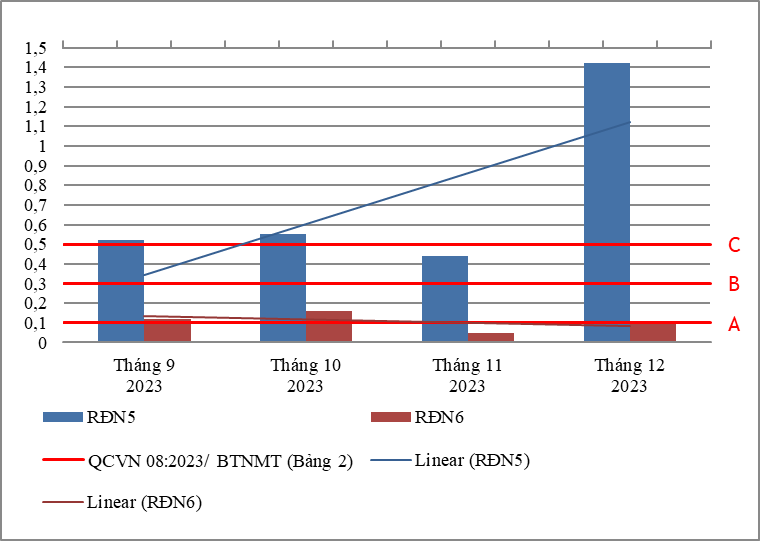 1,5
1,4
1,3
1,2
1,1
1
0,9
0,8
0,7
0,6
0,5
0,4
0,3
0,2
0,1
0
C
B
A
Tháng 9 2023
Tháng 10 2023
Tháng 11 2023
Tháng 12 2023
RĐN5
RĐN6
QCVN 08:2023/ BTNMT (Bảng 2)
Linear (RĐN5)
Linear (RĐN6)